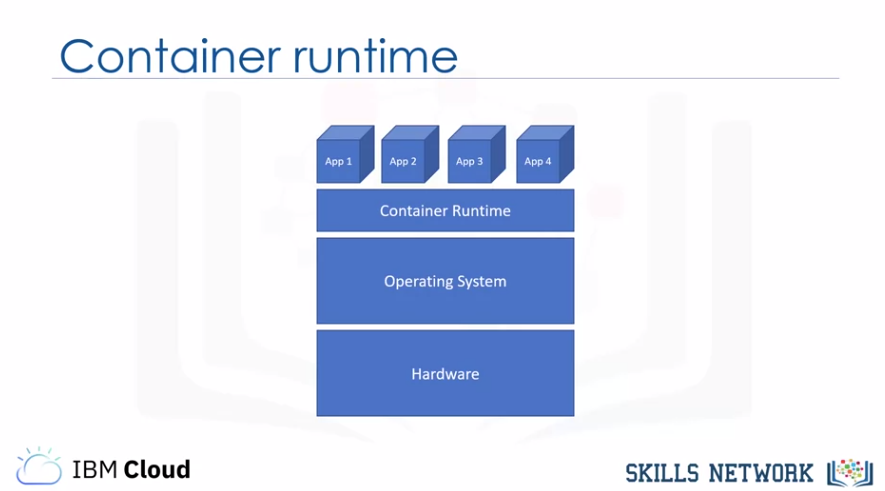 Container runtime
App 1
App 2
App 3
App 4
Container Runtime
Operating System
Hardware
IBM Cloud
SKILLS NETWORK